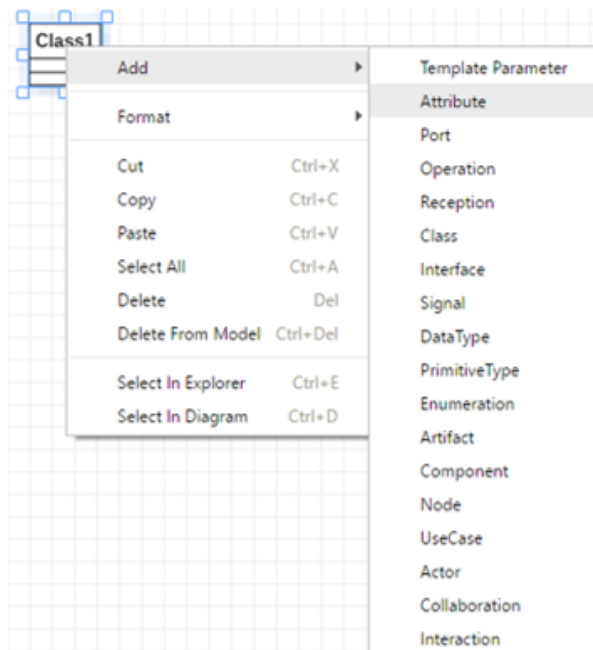 Class1
Add
Format
Cut Ctrl+X
Copy Ctrl+C
Paste Ctrl+V
Select All Ctrl+A
Delete Del
Delete From Model Ctrl+Del
Select In Explorer Ctrl+E
Select In Diagram Ctrl+D
Template Parameter
Attribute
Port
Operation
Reception
Class
Interface
Signal
DataType
PrimitiveType
Enumeration
Artifact
Component
Node
UseCase
Actor
Collaboration
Interaction